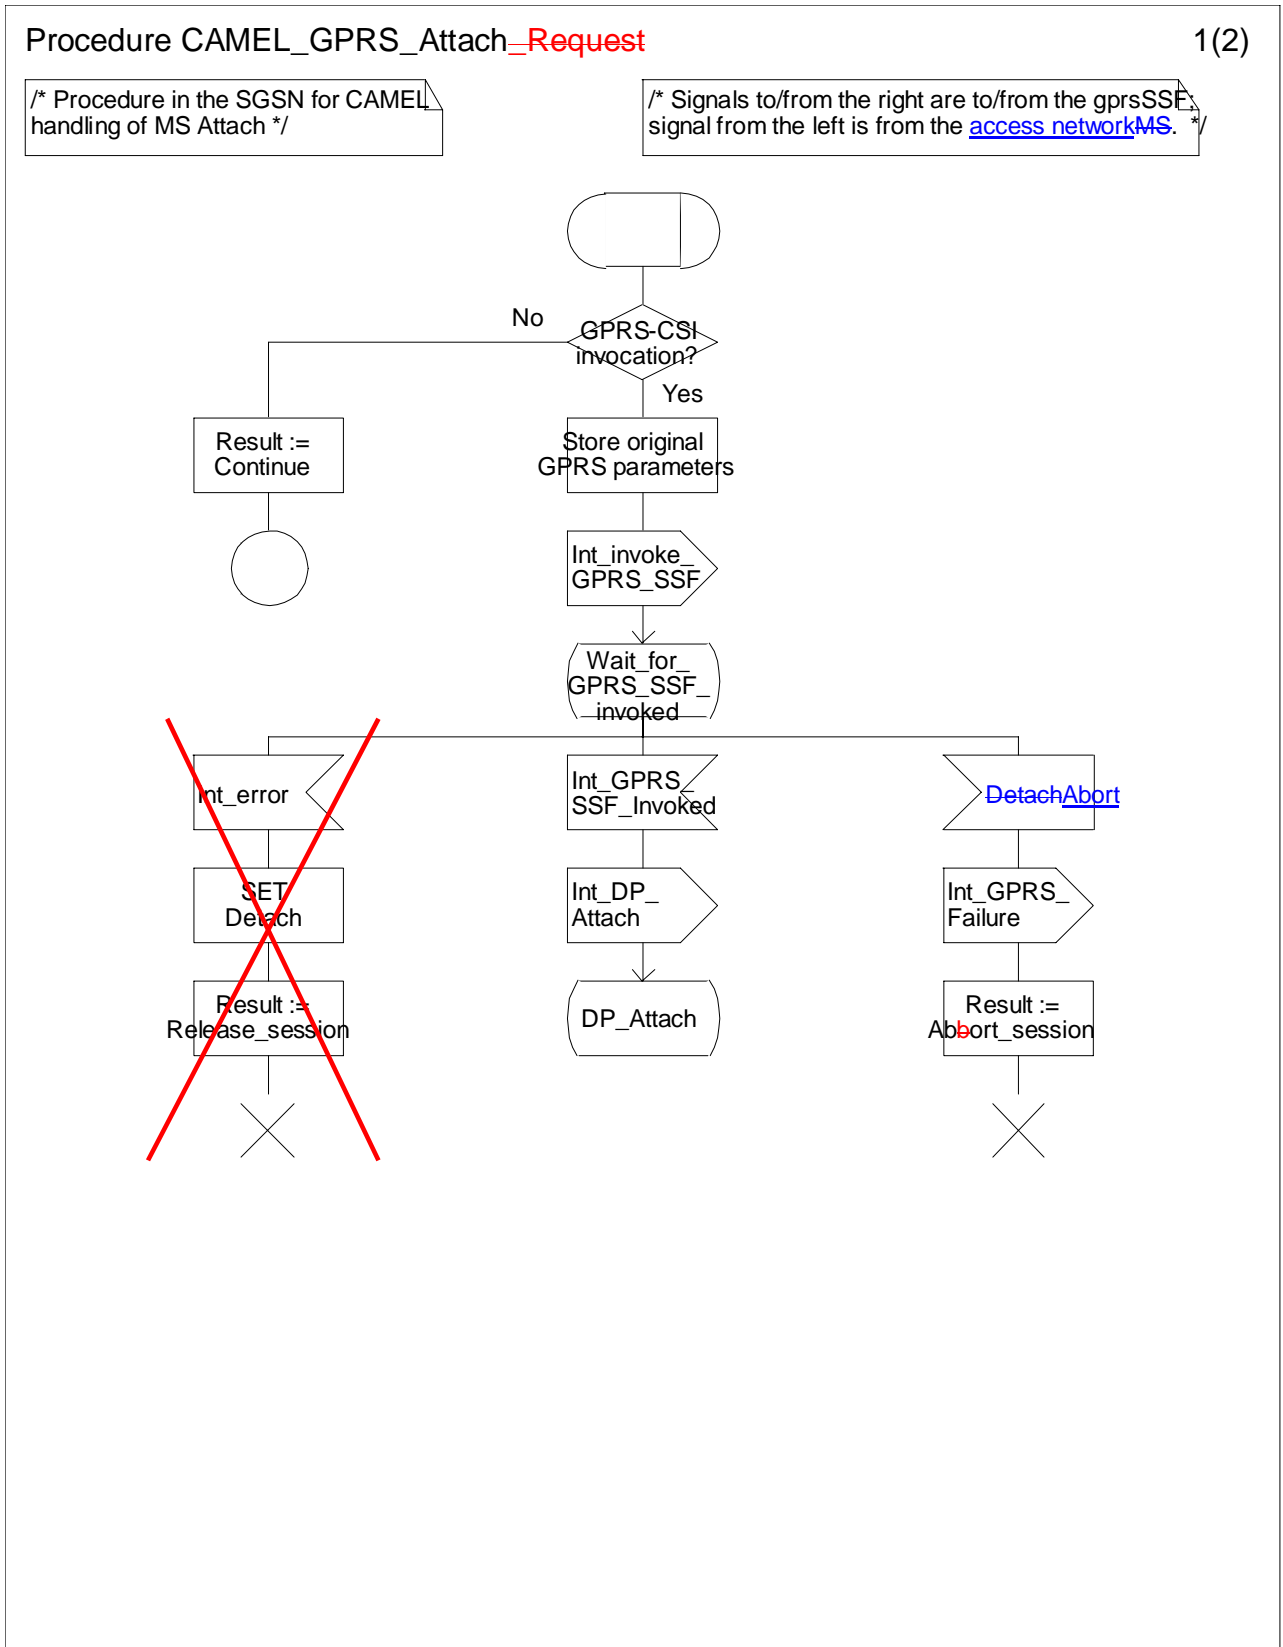 Procedure CAMEL_GPRS_Attach_Request
1(2)
/* Procedure in the SGSN for CAMEL
handling of MS Attach */
/* Signals to/from the right are to/from the gprsSSF;
signal from the left is from the access networkMS. */
No
GPRS-CSI
invocation?
Yes
Result :=
Continue
Store original
GPRS parameters
Int_invoke_
GPRS_SSF
Wait_for_
GPRS_SSF_
invoked
Int_error
Int_GPRS_
SSF_Invoked
DetachAbort
SET
Detach
Int_DP_
Attach
Int_GPRS_
Failure
Result :=
Release_session
DP_Attach
Result :=
Abbort_session